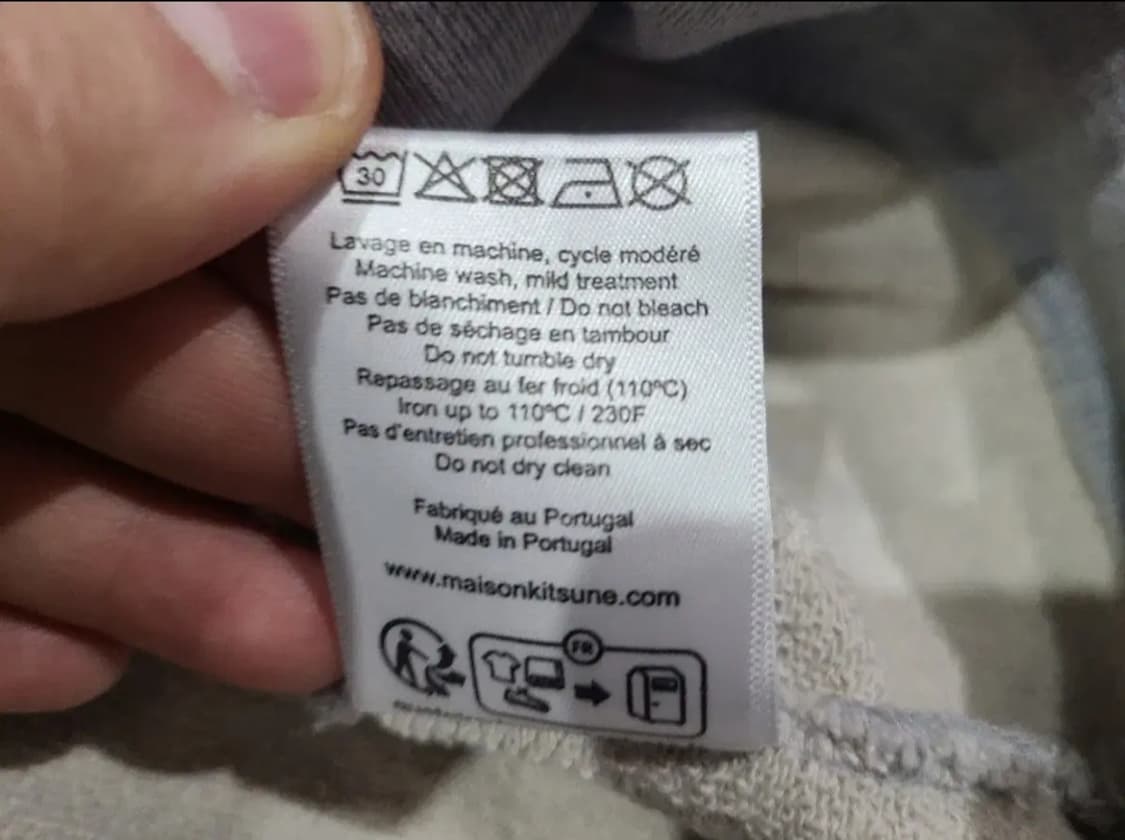 30
Lavage en machine, cycle modéré
Machine wash, mild treatment
Pas de blanchiment / Do not bleach
Pas de séchage en tambour
Do not tumble dry
Repassage au fer froid (110°C)
Iron up to 110°C / 230F
Pas d'entretien professionnel à sec
Do not dry clean
Fabriqué au Portugal
Made in Portugal
www.maisonkitsune.com
FR